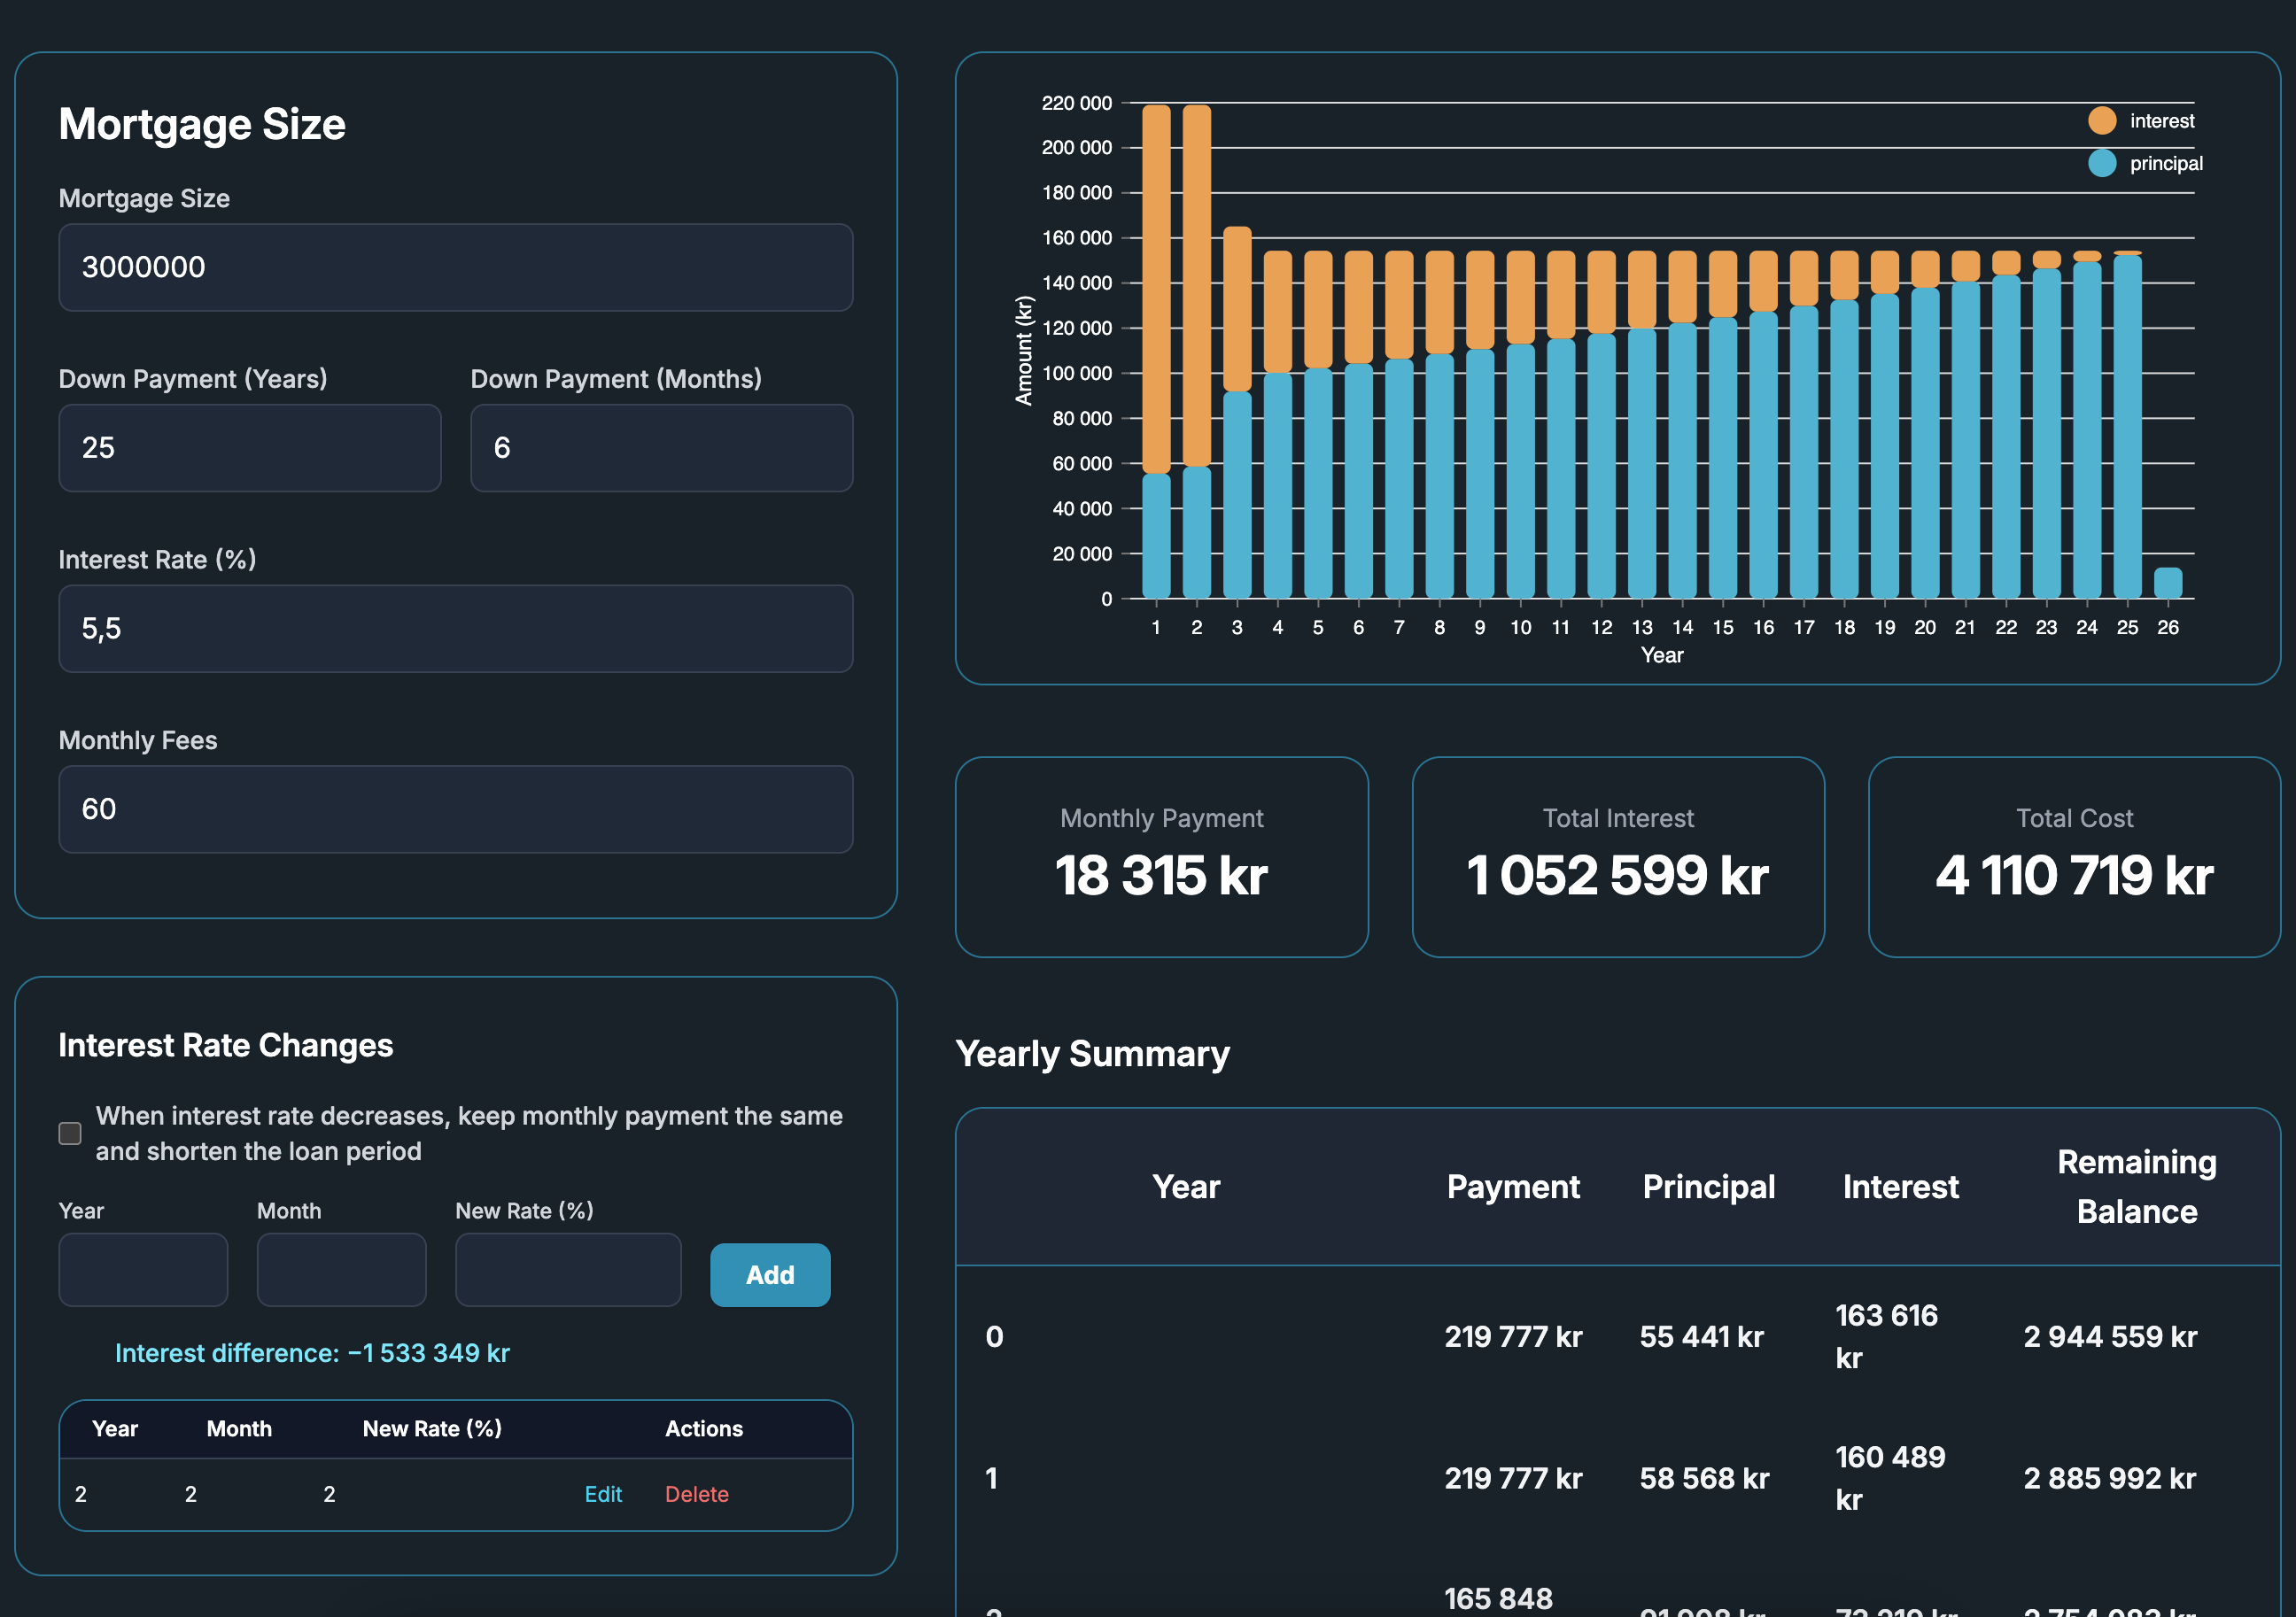 Mortgage Size
Mortgage Size
3000000
Down Payment (Years)
Down Payment (Months)
25
6
Interest Rate (%)
5,5
Monthly Fees
60
Interest Rate Changes
When interest rate decreases, keep monthly payment the same
and shorten the loan period
Year
Month
New Rate (%)
Add
Interest difference: −1 533 349 kr
Year Month New Rate (%) Actions
2 2 2 Edit Delete
220 000
200 000
180 000
160 000
140 000
120 000
100 000
80 000
60 000
40 000
20 000
0
Amount (kr)
interest
principal
1 2 3 4 5 6 7 8 9 10 11 12 13 14 15 16 17 18 19 20 21 22 23 24 25 26
Year
Monthly Payment
18 315 kr
Total Interest
1 052 599 kr
Total Cost
4 110 719 kr
Yearly Summary
Year Payment Principal Interest Remaining Balance
0 219 777 kr 55 441 kr 163 616 kr 2 944 559 kr
1 219 777 kr 58 568 kr 160 489 kr 2 885 992 kr
165 848